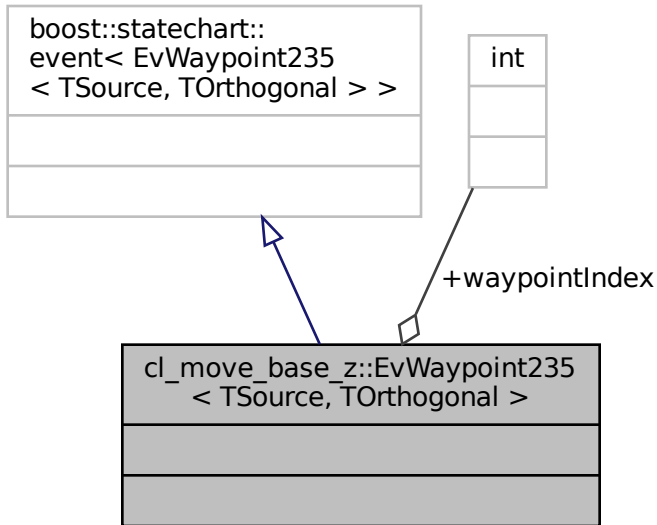 boost::statechart::
event< EvWaypoint235
< TSource, TOrthogonal > >
int
+waypointIndex
cl_move_base_z::EvWaypoint235
< TSource, TOrthogonal >